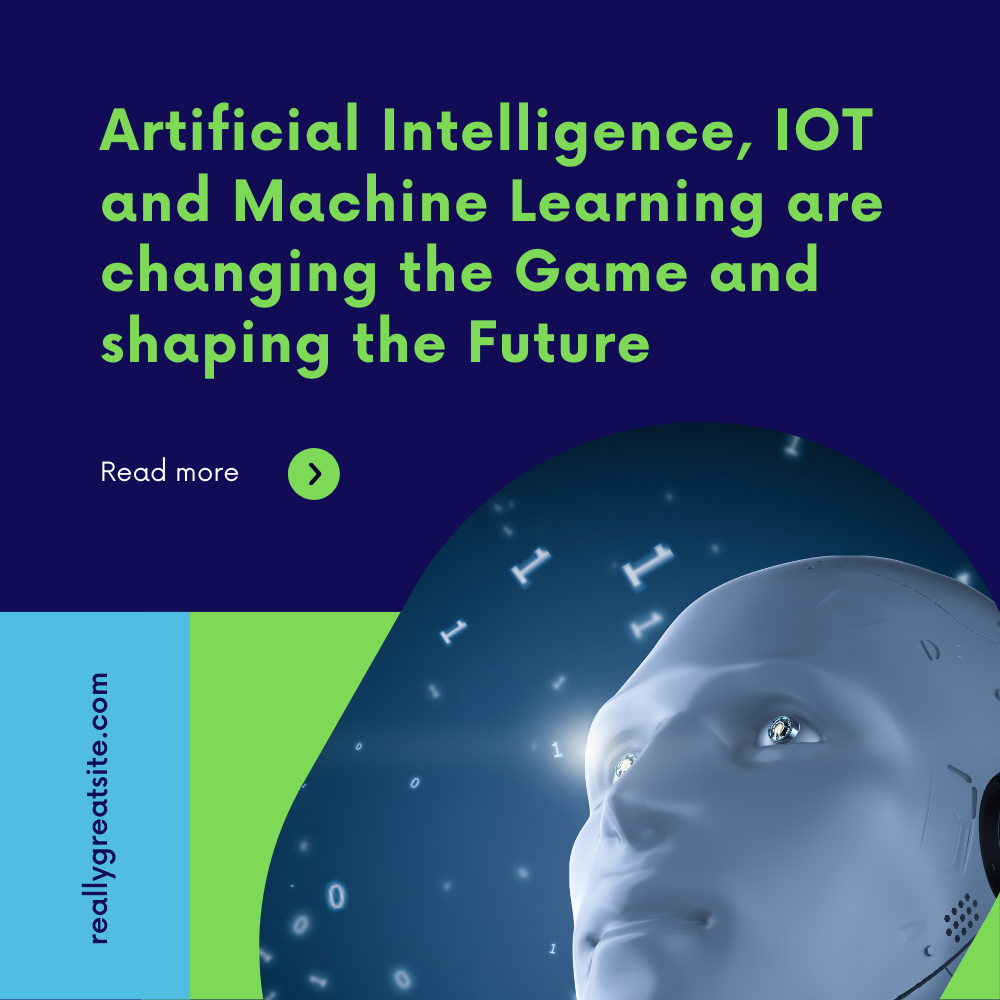 Artificial Intelligence, IOT
and Machine Learning are
changing the Game and
shaping the Future
Read more
reallygreatsite.com